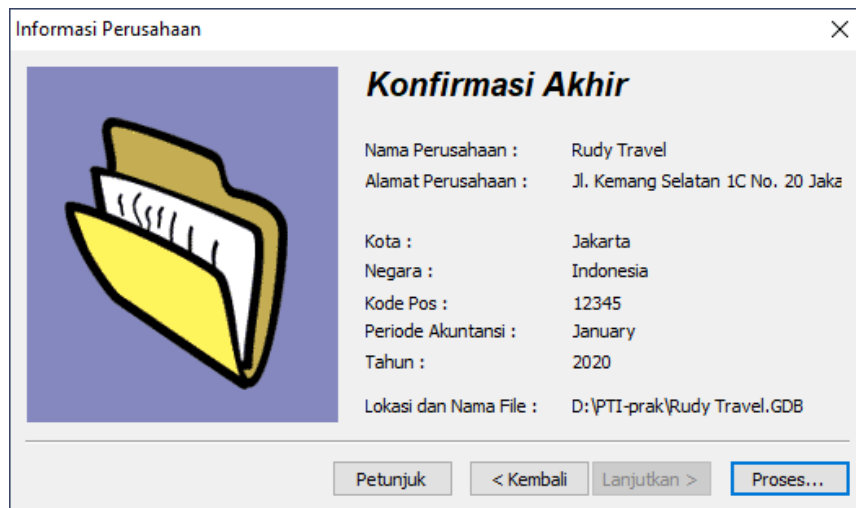 Informasi Perusahaan
Konfirmasi Akhir
Nama Perusahaan : Rudy Travel
Alamat Perusahaan : Jl. Kemang Selatan 1C No. 20 Jaka
Kota : Jakarta
Negara : Indonesia
Kode Pos : 12345
Periode Akuntansi : January
Tahun : 2020
Lokasi dan Nama File : D:\PTI-prak\Rudy Travel.GDB
Petunjuk < Kembali Lanjutkan > Proses...